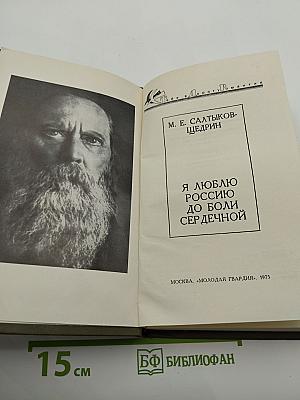 М. Е. САЛТЫКОВ-
ЩЕДРИН
Я ЛЮБЛЮ
РОССИЮ
ДО БОЛИ
СЕРДЕЧНОЙ
МОСКВА, «МОЛОДАЯ ГВАРДИЯ», 1975
15 см
БФ БИБЛИОФАН